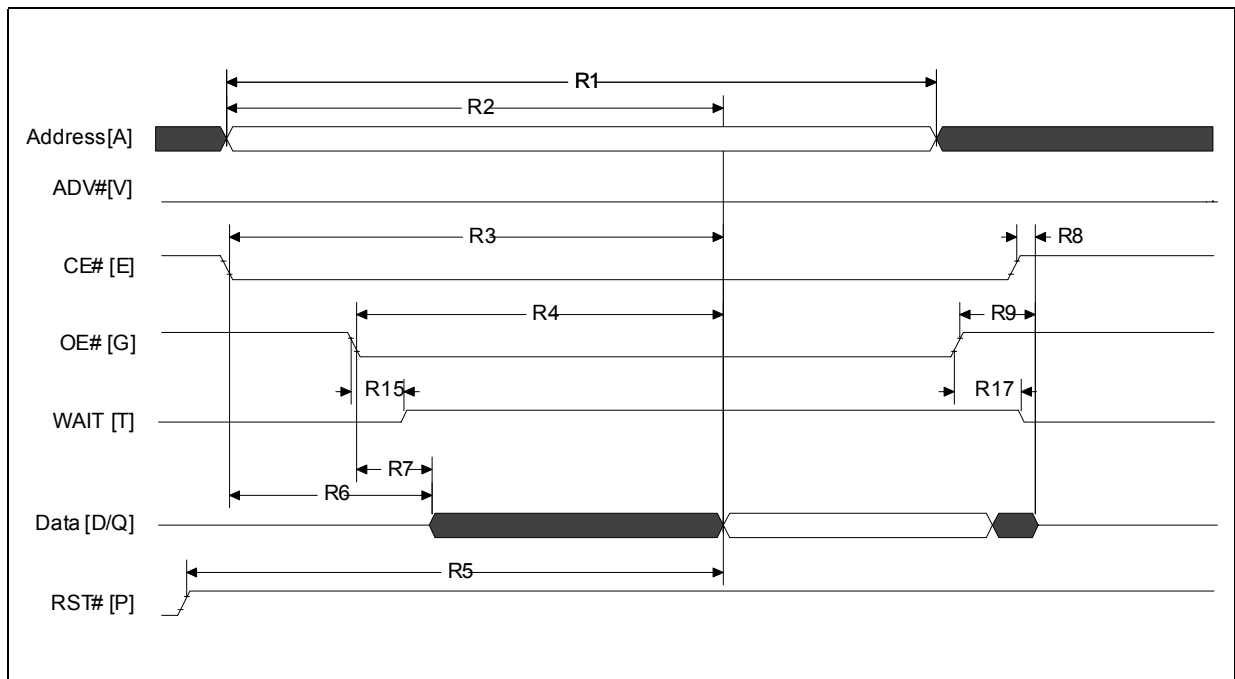 R1
R2
Address[A]
ADV#[V]
R3
R8
CE# [E]
R4
R9
OE# [G]
R15
R17
WAIT [T]
R7
R6
Data [D/Q]
R5
RST# [P]